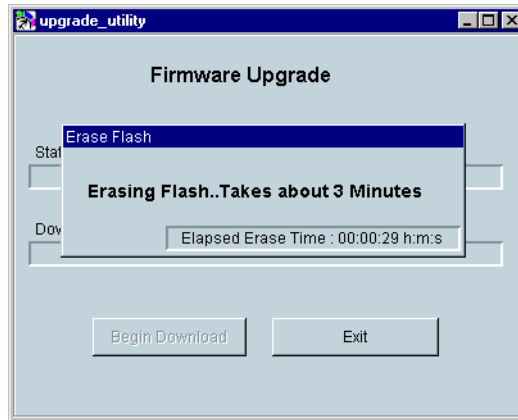 upgrade_utility
Firmware Upgrade
Erase Flash
Erasing Flash..Takes about 3 Minutes
Elapsed Erase Time : 00:00:29 h:m:s
Begin Download
Exit